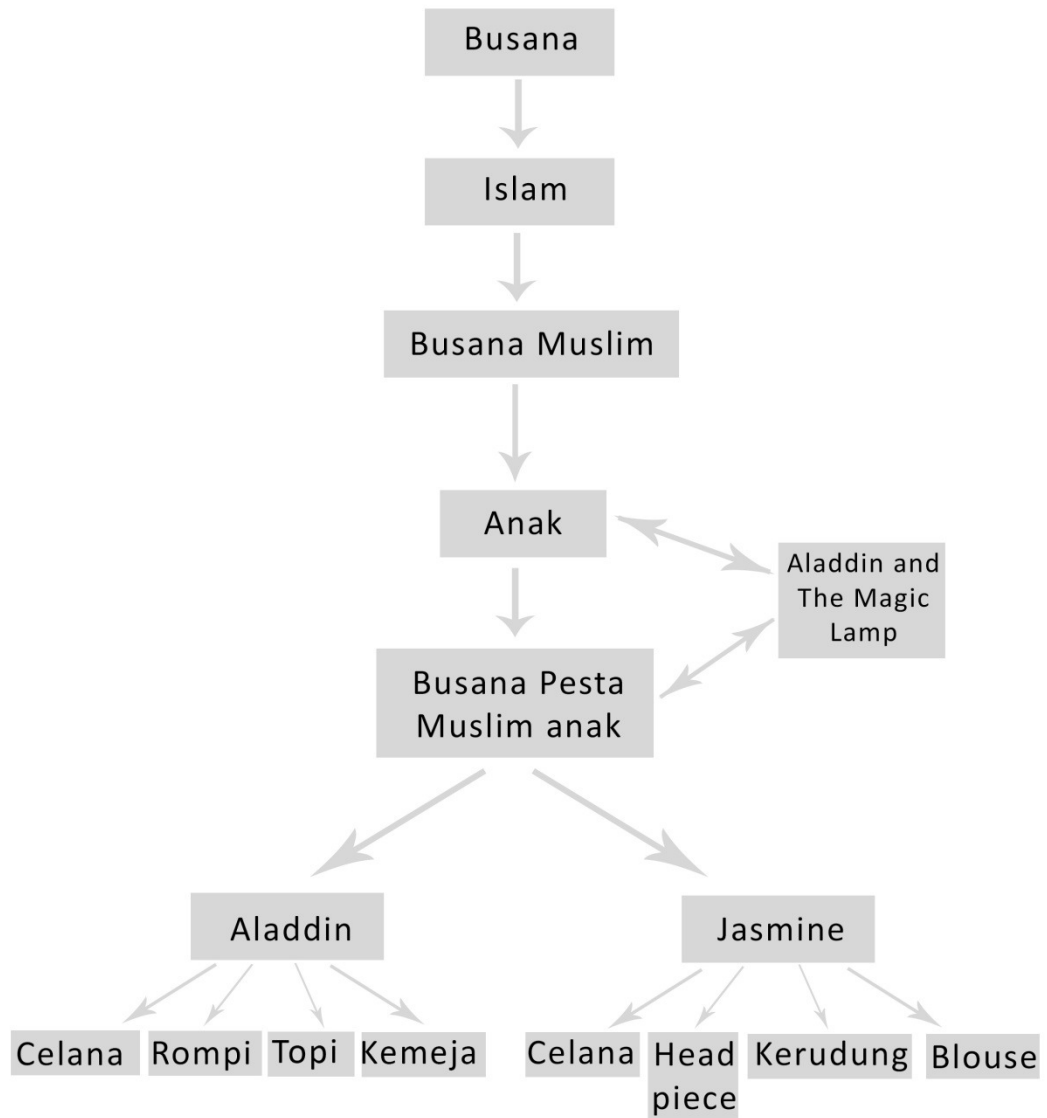 Busana
Islam
Busana Muslim
Anak
Aladdin and
The Magic
Lamp
Busana Pesta
Muslim anak
Aladdin
Jasmine
Celana
Rompi
Topi
Kemeja
Celana
Head
piece
Kerudung
Blouse